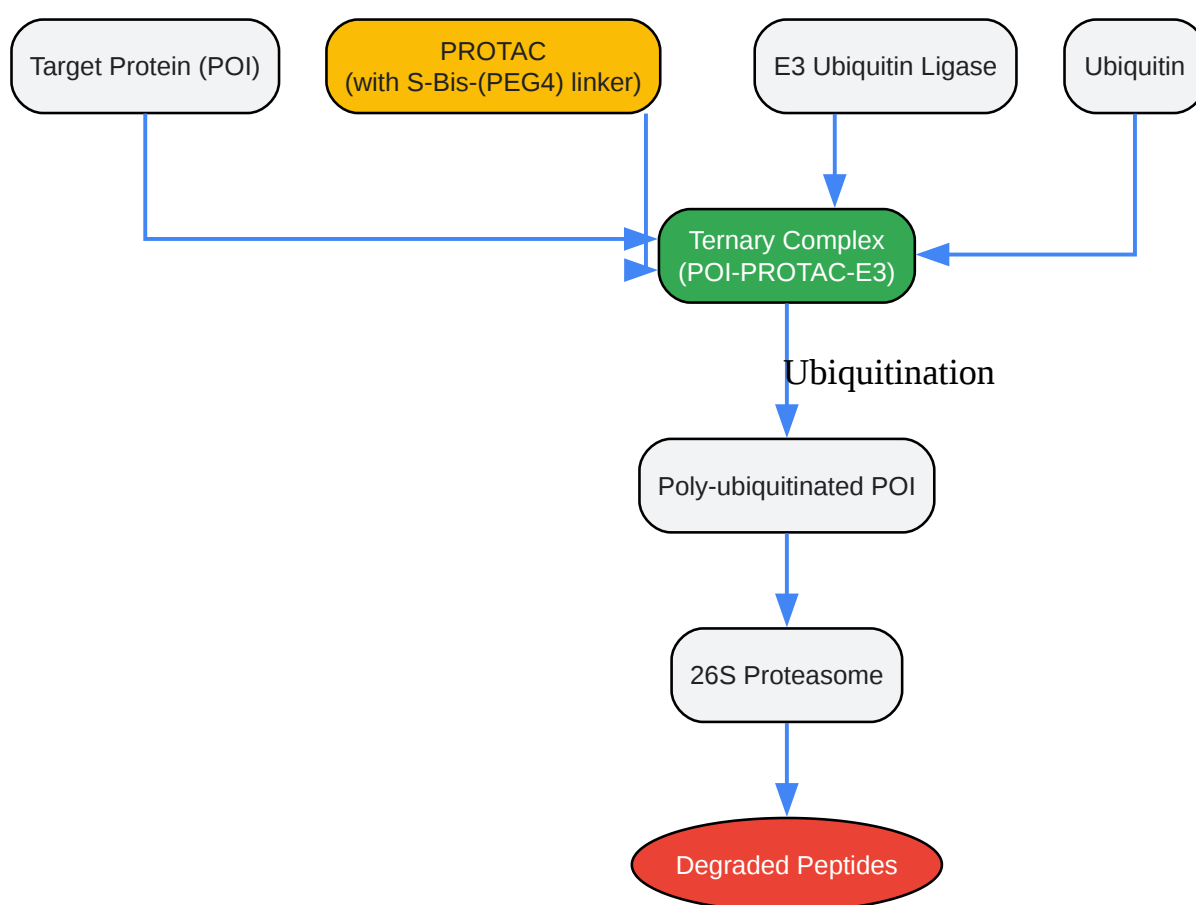 Target Protein (POI)
PROTAC
(with S-Bis-(PEG4) linker)
E3 Ubiquitin Ligase
Ubiquitin
Ternary Complex
(POI-PROTAC-E3)
Ubiquitination
Poly-ubiquitinated POI
26S Proteasome
Degraded Peptides